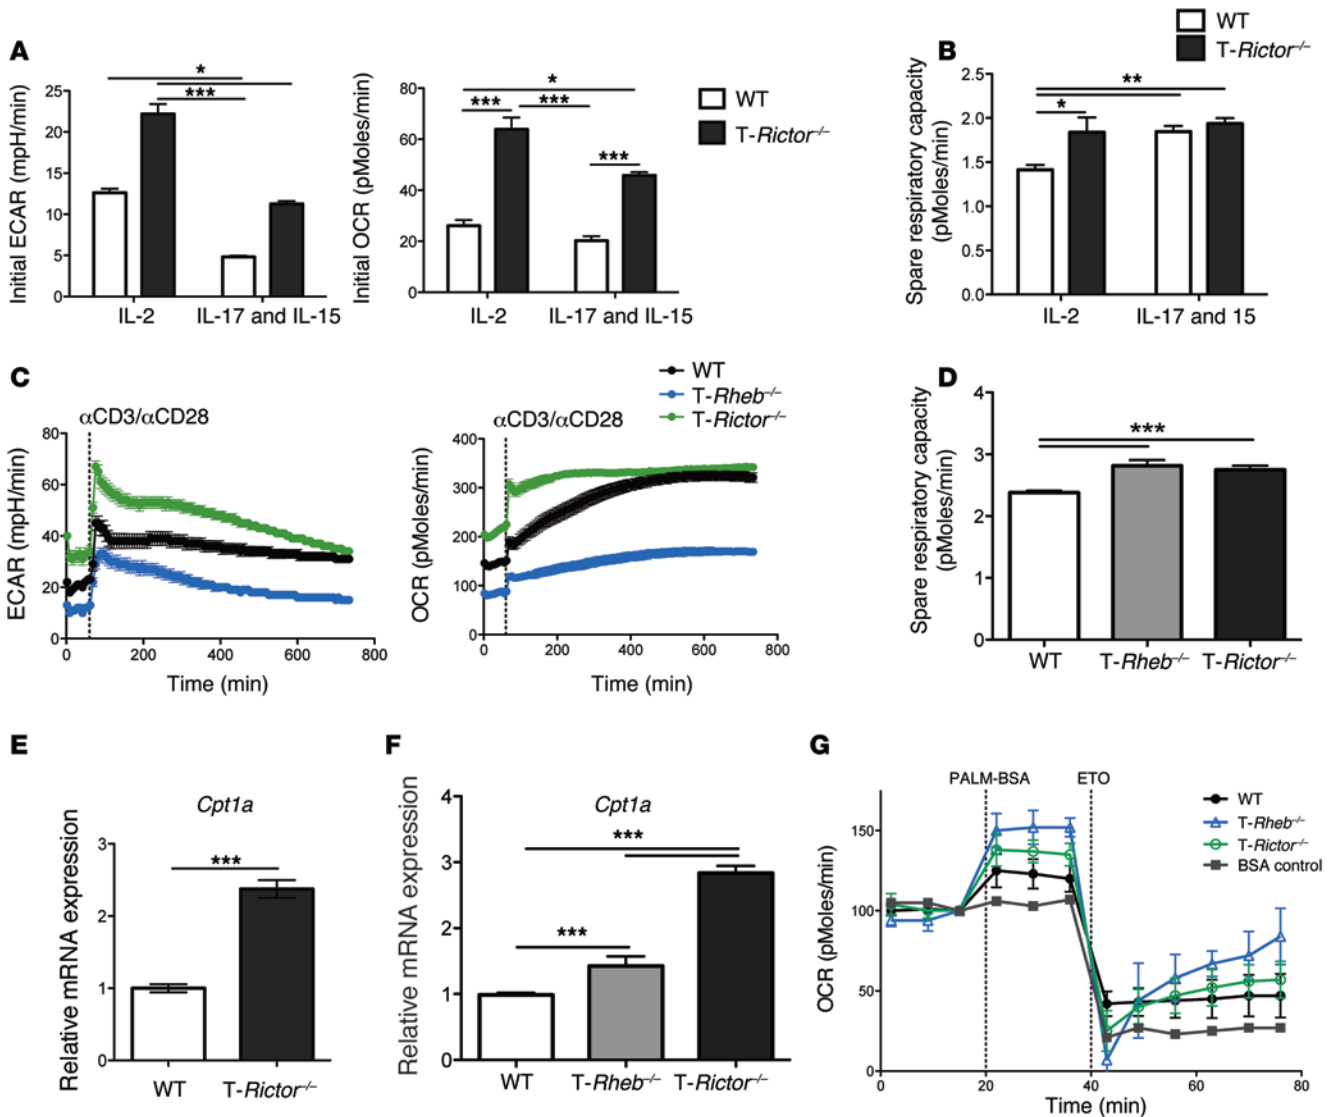 A
Initial ECAR (mpH/min)
25
20
15
10
5
0
*
***
IL-2
IL-17 and IL-15
Initial OCR (pMoles/min)
80
60
40
20
0
*
***
***
***
IL-2
IL-17 and IL-15
WT
T-Rictor–/–
B
WT
T-Rictor–/–
Spare respiratory capacity
(pMoles/min)
2.5
2.0
1.5
1.0
0.5
0.0
**
*
IL-2
IL-17 and 15
C
αCD3/αCD28
ECAR (mpH/min)
80
60
40
20
0
0
200
400
600
800
Time (min)
WT
T-Rheb–/–
T-Rictor–/–
αCD3/αCD28
OCR (pMoles/min)
400
300
200
100
0
0
200
400
600
800
Time (min)
D
Spare respiratory capacity
(pMoles/min)
4
3
2
1
0
***
WT
T-Rheb–/–
T-Rictor–/–
E
Cpt1a
Relative mRNA expression
3
2
1
0
***
WT
T-Rictor–/–
F
Cpt1a
Relative mRNA expression
4
3
2
1
0
***
***
WT
T-Rheb–/–
T-Rictor–/–
G
PALM-BSA
ETO
WT
T-Rheb–/–
T-Rictor–/–
BSA control
OCR (pMoles/min)
150
100
50
0
0
20
40
60
80
Time (min)